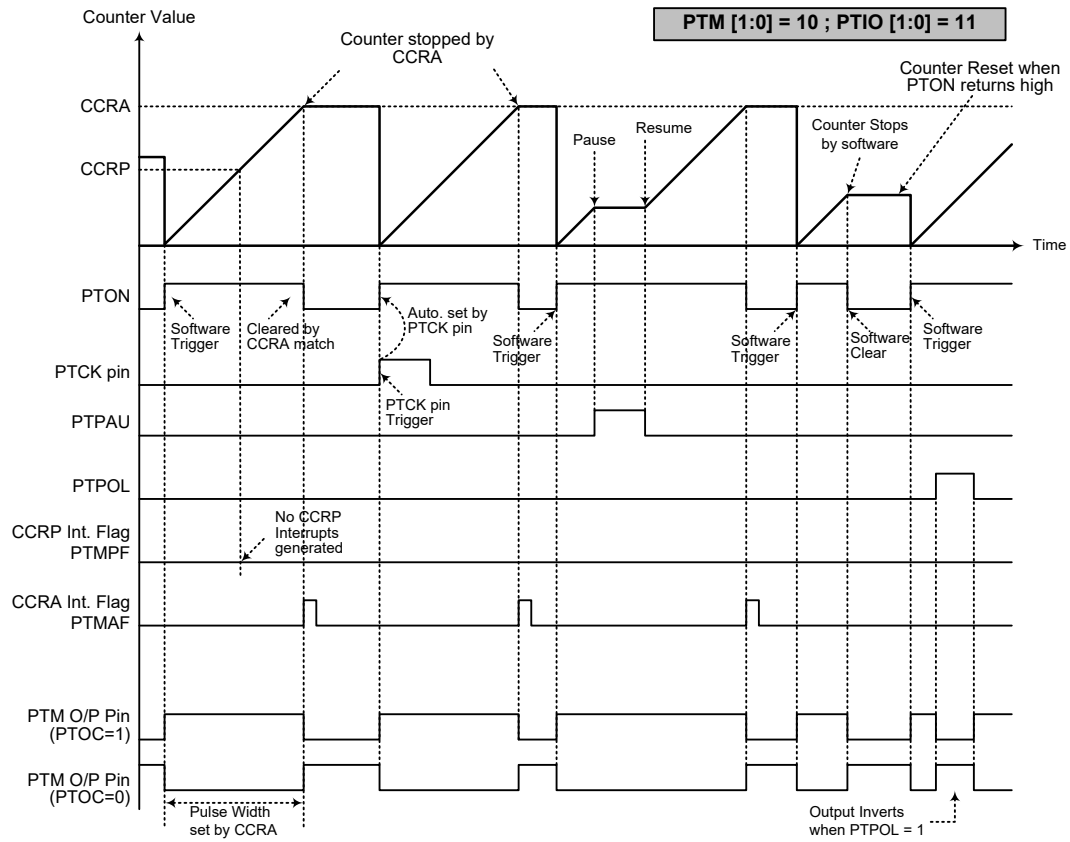 Counter Value
PTM [1:0] = 10 ; PTIO [1:0] = 11
Counter stopped by
CCRA
Counter Reset when
PTON returns high
CCRA
Pause
Resume
Counter Stops
by software
CCRP
Time
PTON
Software
Trigger
Cleared by
CCRA match
Auto. set by
PTCK pin
Software
Trigger
Software
Trigger
Software
Clear
Software
Trigger
PTCK pin
PTCK pin
Trigger
PTPAU
PTPOL
No CCRP
Interrupts
generated
CCRP Int. Flag
PTMPF
CCRA Int. Flag
PTMAF
PTM O/P Pin
(PTOC=1)
PTM O/P Pin
(PTOC=0)
Pulse Width
set by CCRA
Output Inverts
when PTPOL = 1